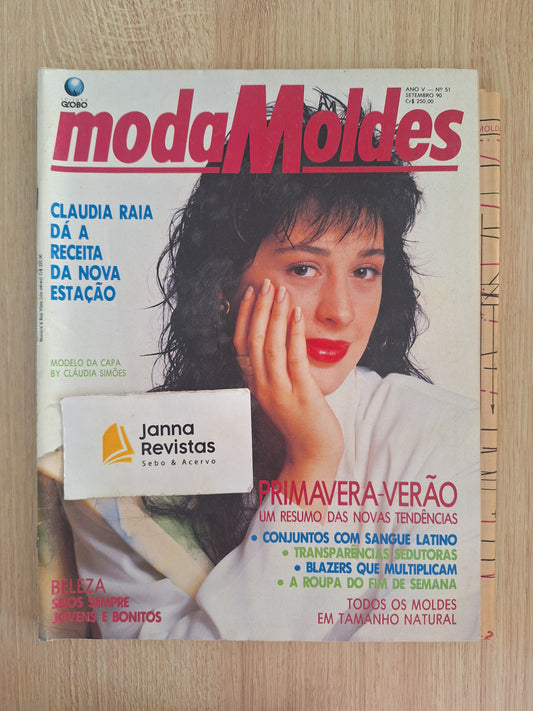 GLOBO
ANO V — Nº 51
SETEMBRO 90
Cr$ 250,00
modaMoldes
MOLD
CLAUDIA RAIA
DÁ A
RECEITA
DA NOVA
ESTAÇÃO
MODELO DA CAPA
BY CLÁUDIA SIMÕES
Janna
Revistas
Sebo & Acervo
PRIMAVERA-VERÃO
UM RESUMO DAS NOVAS TENDÊNCIAS
• CONJUNTOS COM SANGUE LATINO
• TRANSPARÊNCIAS SEDUTORAS
• BLAZERS QUE MULTIPLICAM
• A ROUPA DO FIM DE SEMANA
BELEZA
SEIOS SEMPRE
JOVENS E BONITOS
TODOS OS MOLDES
EM TAMANHO NATURAL